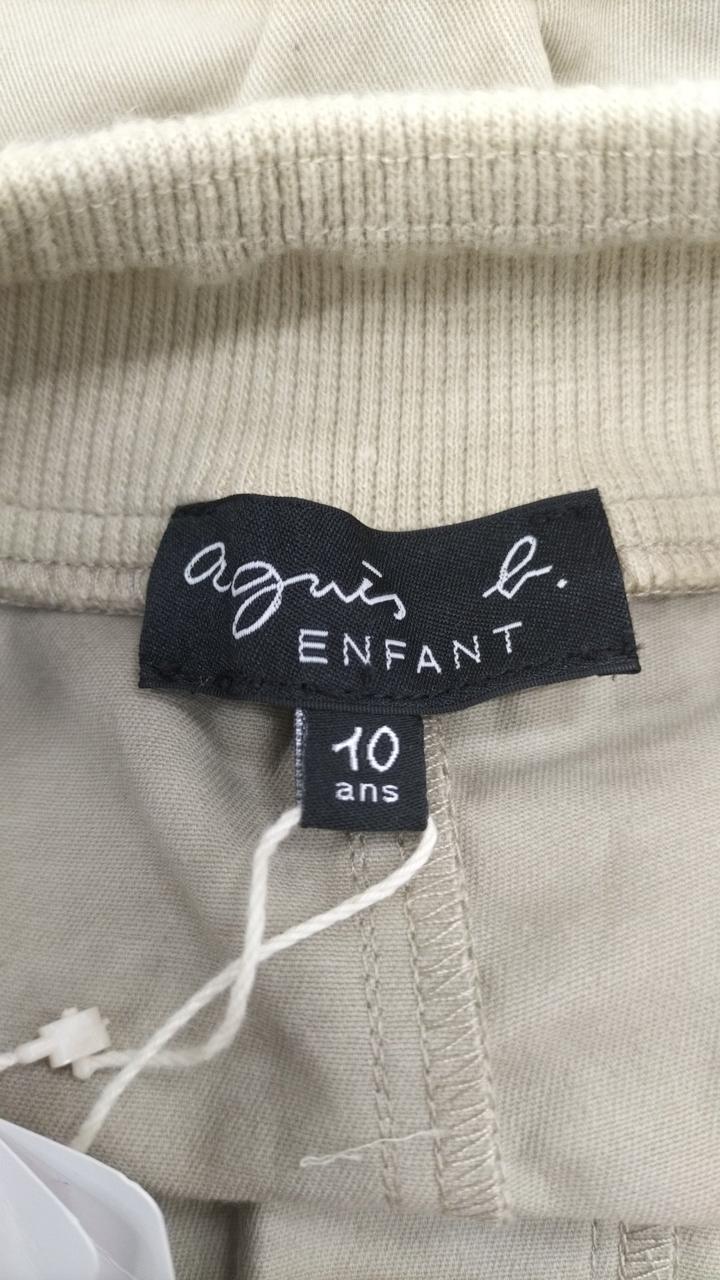 agnès b.
ENFANT
10
ans